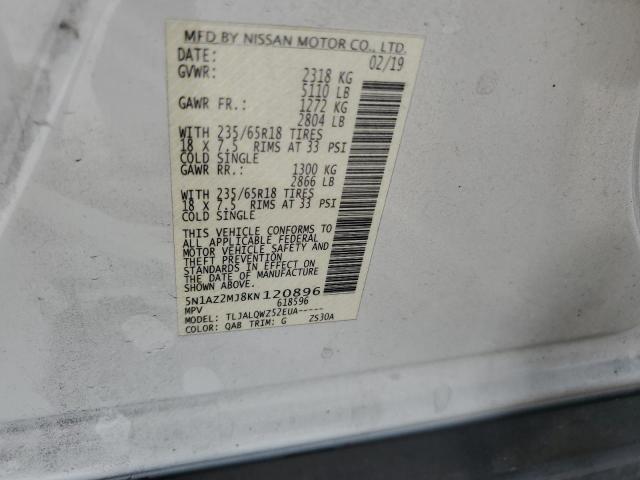 MFD BY NISSAN MOTOR CO., LTD.
DATE: 02/19
GVWR: 2318 KG
5110 LB
GAWR FR.: 1272 KG
2804 LB
WITH 235/65R18 TIRES
18 X 7.5 RIMS AT 33 PSI
COLD SINGLE
GAWR RR.: 1300 KG
2866 LB
WITH 235/65R18 TIRES
18 X 7.5 RIMS AT 33 PSI
COLD SINGLE
THIS VEHICLE CONFORMS TO
ALL APPLICABLE FEDERAL
MOTOR VEHICLE SAFETY AND
THEFT PREVENTION
STANDARDS IN EFFECT ON
THE DATE OF MANUFACTURE
SHOWN ABOVE.
5N1AZ2MJ8KN120896
MPV 618596
MODEL: TLJALQWZ52EUA-----
COLOR: QAB TRIM: G ZS30A